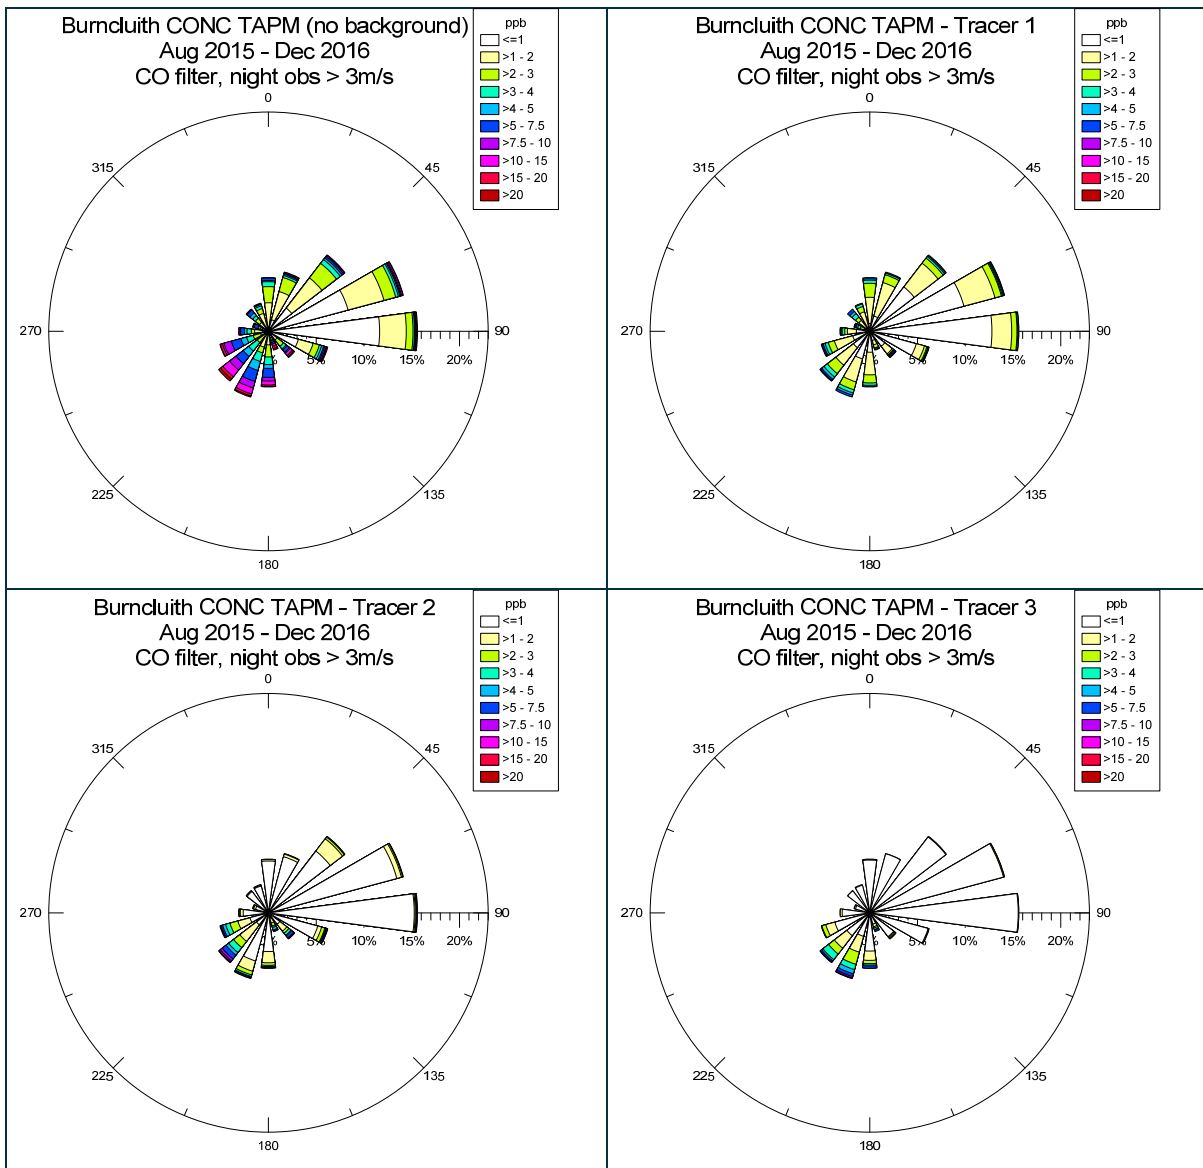 Burncluith CONC TAPM (no background)
Aug 2015 - Dec 2016
CO filter, night obs > 3m/s
ppb
<=1
>1 - 2
>2 - 3
>3 - 4
>4 - 5
>5 - 7.5
>7.5 - 10
>10 - 15
>15 - 20
>20
0
315
45
270
90
5%
10%
15%
20%
225
135
180
Burncluith CONC TAPM - Tracer 1
Aug 2015 - Dec 2016
CO filter, night obs > 3m/s
ppb
<=1
>1 - 2
>2 - 3
>3 - 4
>4 - 5
>5 - 7.5
>7.5 - 10
>10 - 15
>15 - 20
>20
0
315
45
270
90
5%
10%
15%
20%
225
135
180
Burncluith CONC TAPM - Tracer 2
Aug 2015 - Dec 2016
CO filter, night obs > 3m/s
ppb
<=1
>1 - 2
>2 - 3
>3 - 4
>4 - 5
>5 - 7.5
>7.5 - 10
>10 - 15
>15 - 20
>20
0
315
45
270
90
5%
10%
15%
20%
225
135
180
Burncluith CONC TAPM - Tracer 3
Aug 2015 - Dec 2016
CO filter, night obs > 3m/s
ppb
<=1
>1 - 2
>2 - 3
>3 - 4
>4 - 5
>5 - 7.5
>7.5 - 10
>10 - 15
>15 - 20
>20
0
315
45
270
90
5%
10%
15%
20%
225
135
180